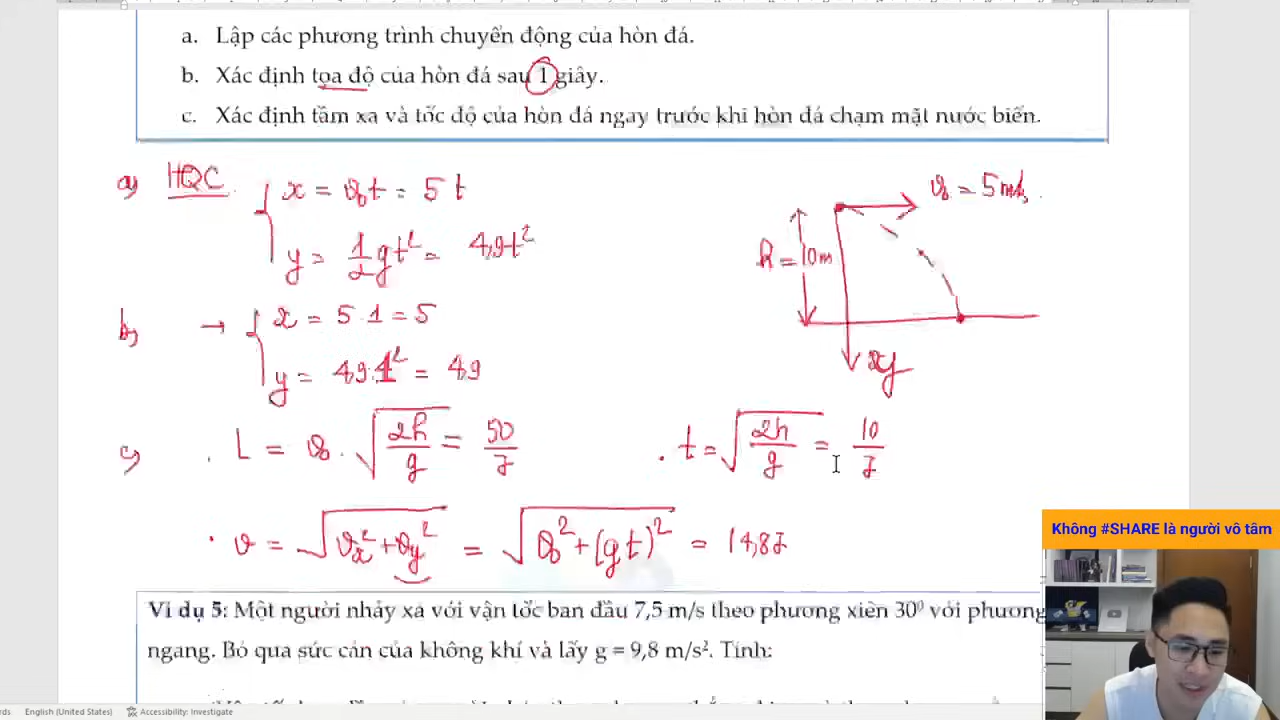 a. Lập các phương trình chuyển động của hòn đá.
b. Xác định tọa độ của hòn đá sau 1 giây.
c. Xác định tầm xa và tốc độ của hòn đá ngay trước khi hòn đá chạm mặt nước biển.
a) HQC
x = v₀t = 5t
v₀ = 5 m/s
y = 1/2 gt² = 4,9t²
h = 10m
b) → x = 5.1 = 5
y = 4,9.1² = 4,9
y
c) . L = v₀ . √(2h/g) = 50/7
. t = √(2h/g) = 10/7
. v = √(vx² + vy²) = √(v₀² + (gt)²) = 14,87
Không #SHARE là người vô tâm
Ví dụ 5: Một người nhảy xa với vận tốc ban đầu 7,5 m/s theo phương xiên 30⁰ với phương
ngang. Bỏ qua sức cản của không khí và lấy g = 9,8 m/s². Tính:
English (United States) Accessibility: Investigate